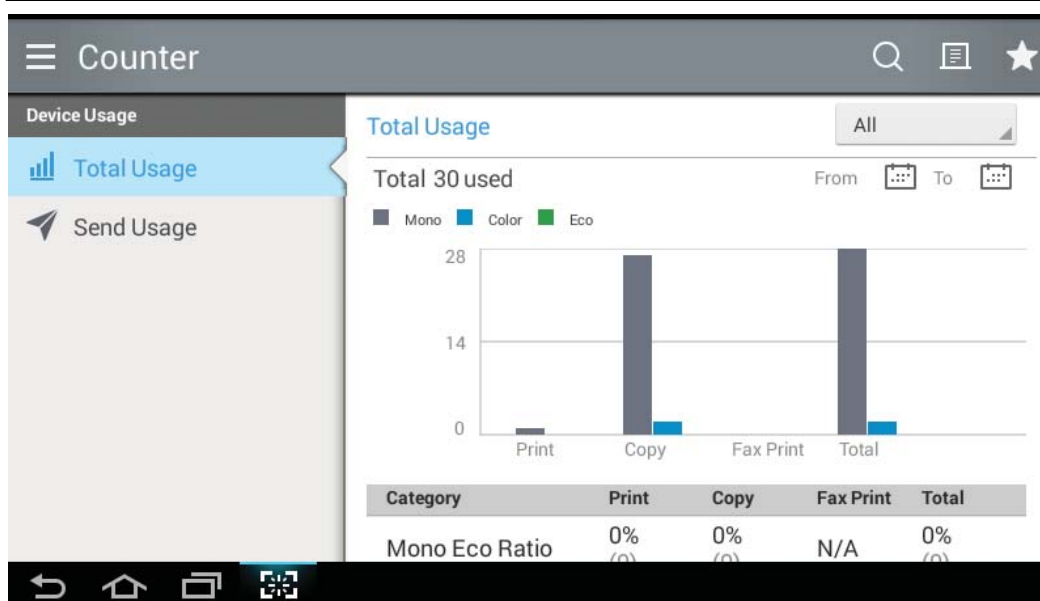 Counter
Device Usage
Total Usage
Send Usage
Total Usage
All
Total 30 used
From To
Mono Color Eco
28
14
0
Print Copy Fax Print Total
Category Print Copy Fax Print Total
Mono Eco Ratio 0% 0% N/A 0%